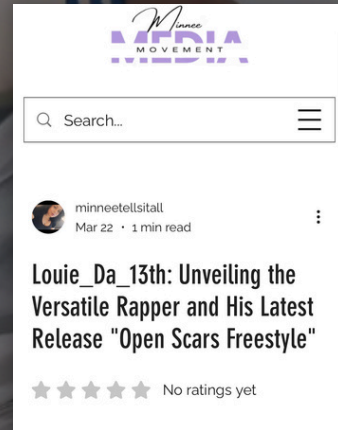 Minnee
MEDIA
MOVEMENT
Search...
minneetellsitall
Mar 22 · 1 min read
Louie_Da_13th: Unveiling the
Versatile Rapper and His Latest
Release "Open Scars Freestyle"
No ratings yet